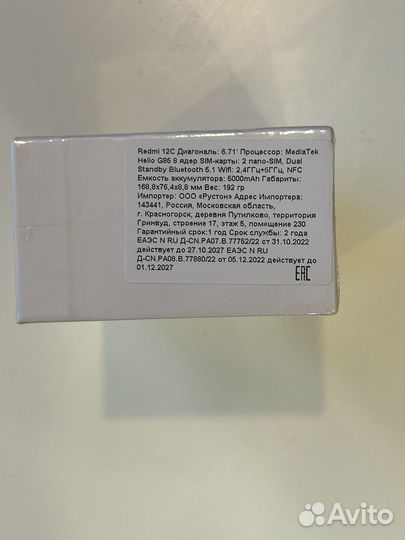 Redmi 12C Диагональ: 6.71' Процессор: MediaTek
Helio G85 8 ядер SIM-карты: 2 nano-SIM, Dual
Standby Bluetooth 5.1 Wifi: 2,4ГГц+5ГГц, NFC
Емкость аккумулятора: 5000mAh Габариты:
168,8x76,4x8,8 мм Вес: 192 гр
Импортер: ООО «Рустон» Адрес Импортера:
143441, Россия, Московская область,
г. Красногорск, деревня Путилково, территория
Гринвуд, строение 17, этаж 5, помещение 230
Гарантийный срок:1 год Срок службы: 2 года
ЕАЭС N RU Д-CN.РА07.В.77752/22 от 31.10.2022
действует до 27.10.2027 ЕАЭС N RU
Д-CN.РА08.В.77880/22 от 05.12.2022 действует до
01.12.2027
EAC
Avito